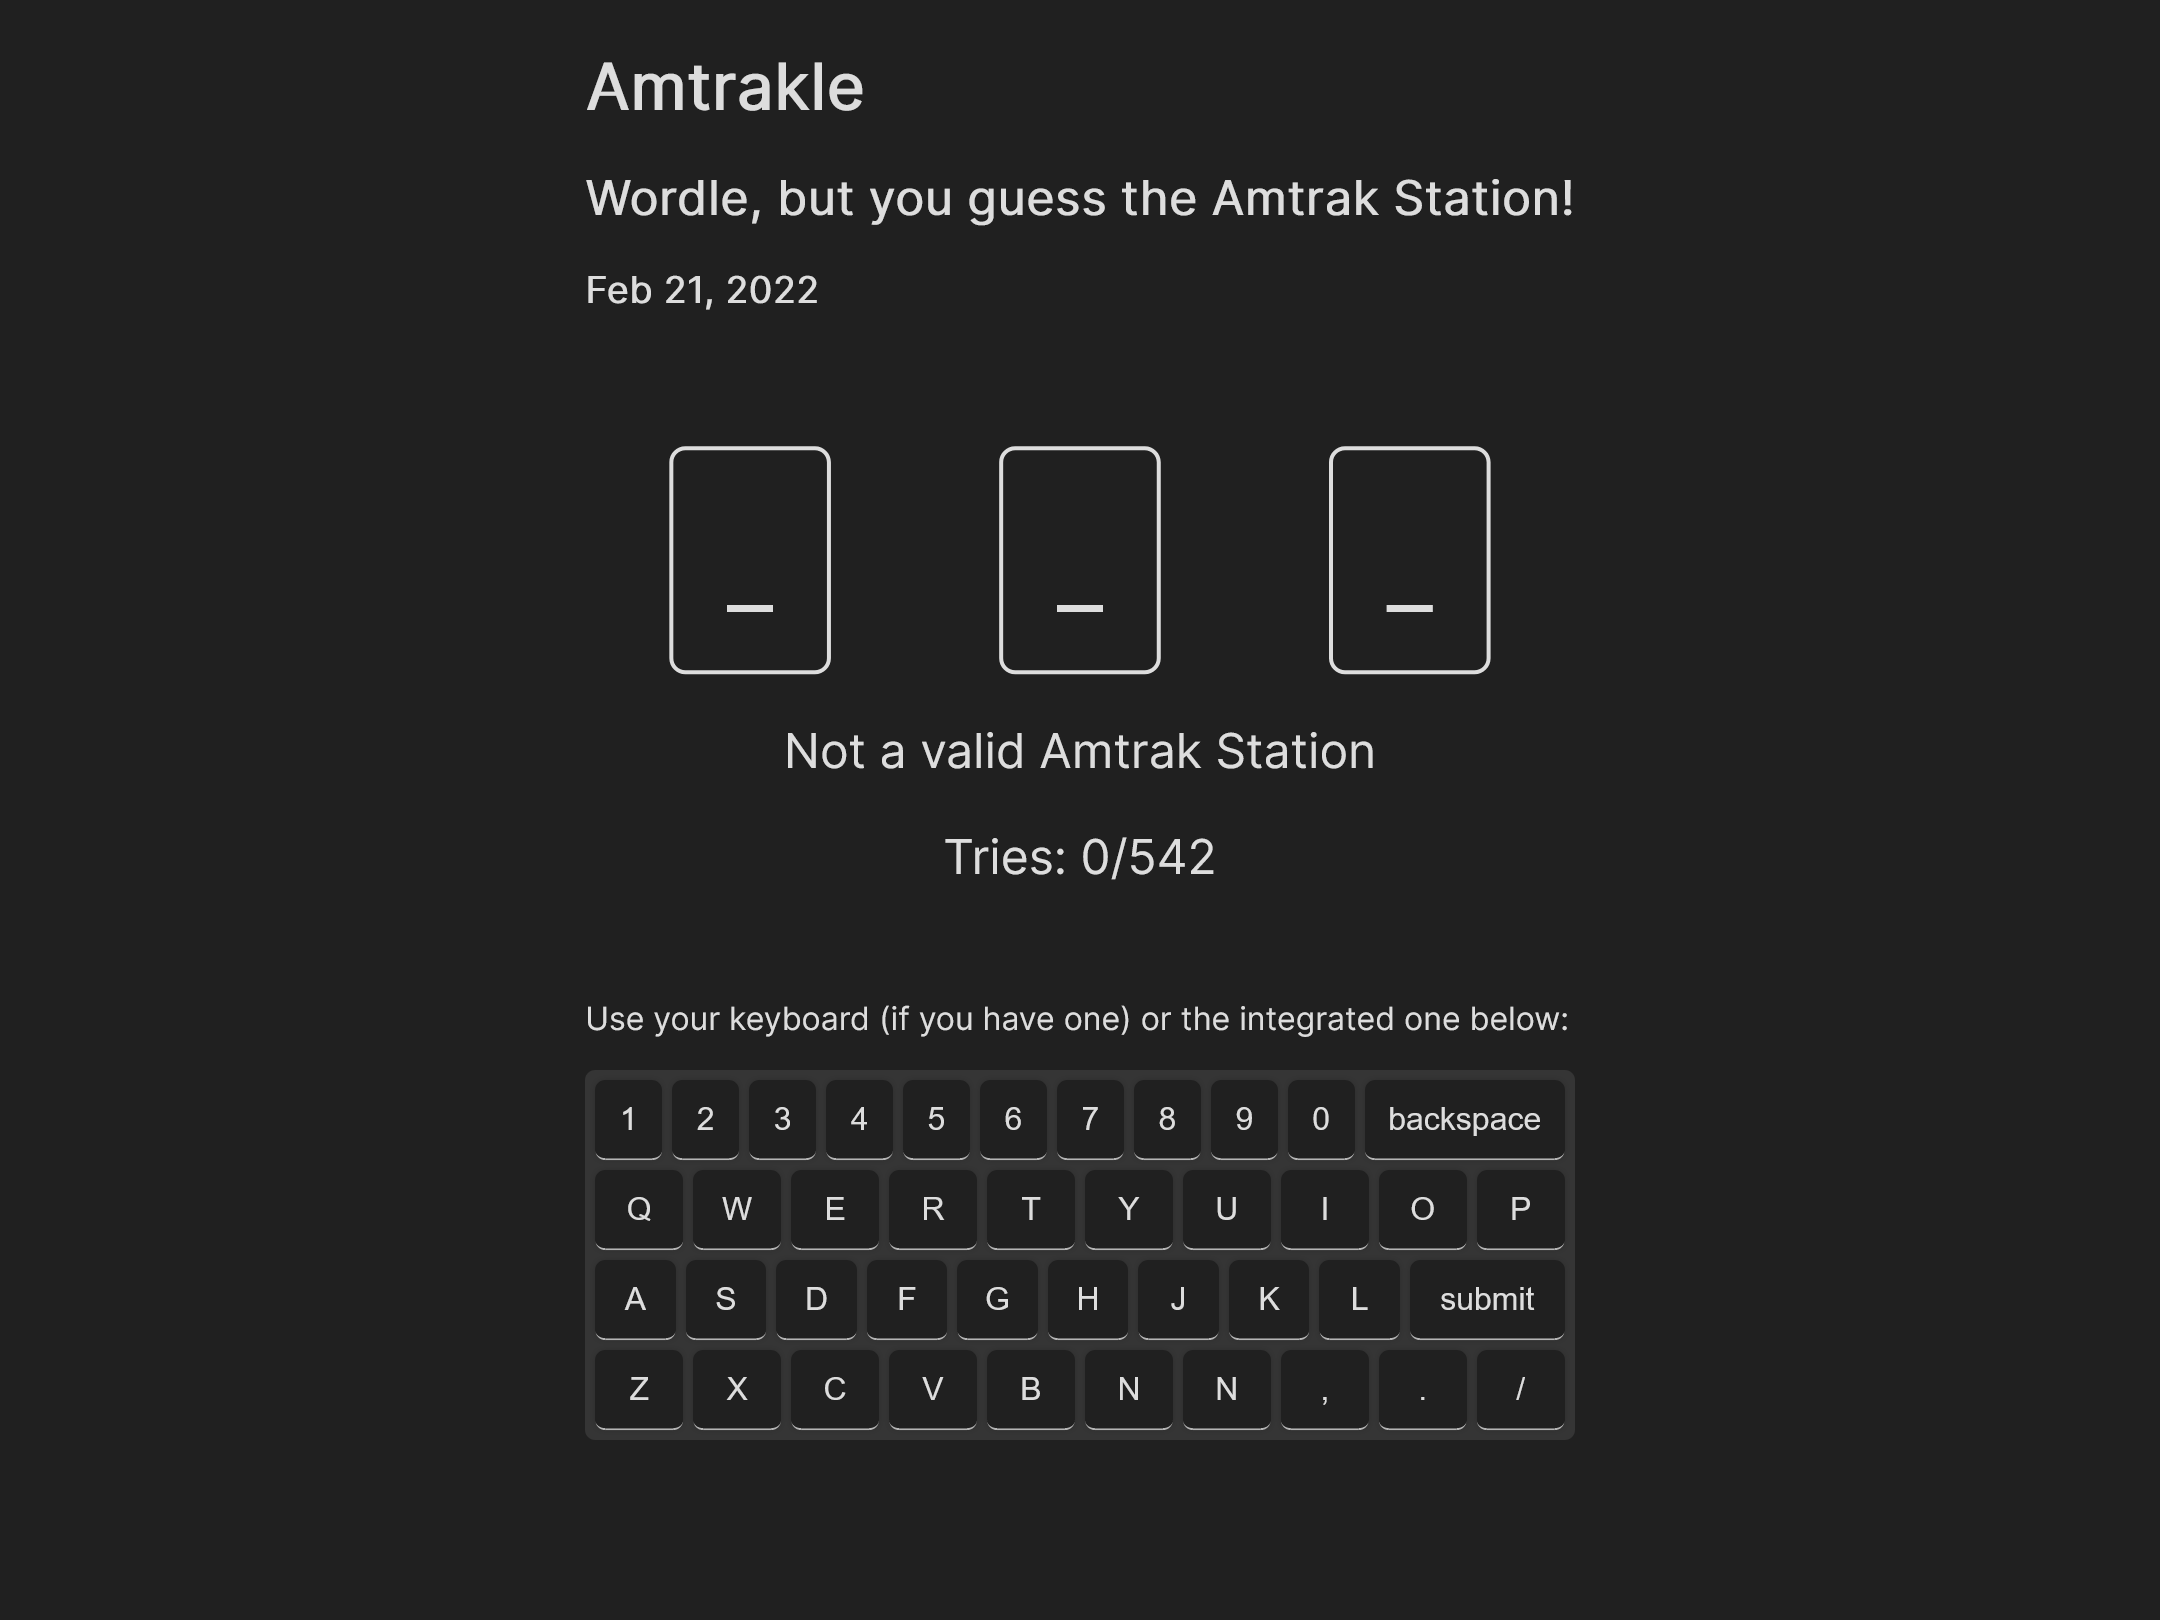 Amtrakle
Wordle, but you guess the Amtrak Station!
Feb 21, 2022
_ _ _
Not a valid Amtrak Station
Tries: 0/542
Use your keyboard (if you have one) or the integrated one below:
1 2 3 4 5 6 7 8 9 0 backspace
Q W E R T Y U I O P
A S D F G H J K L submit
Z X C V B N N , . /